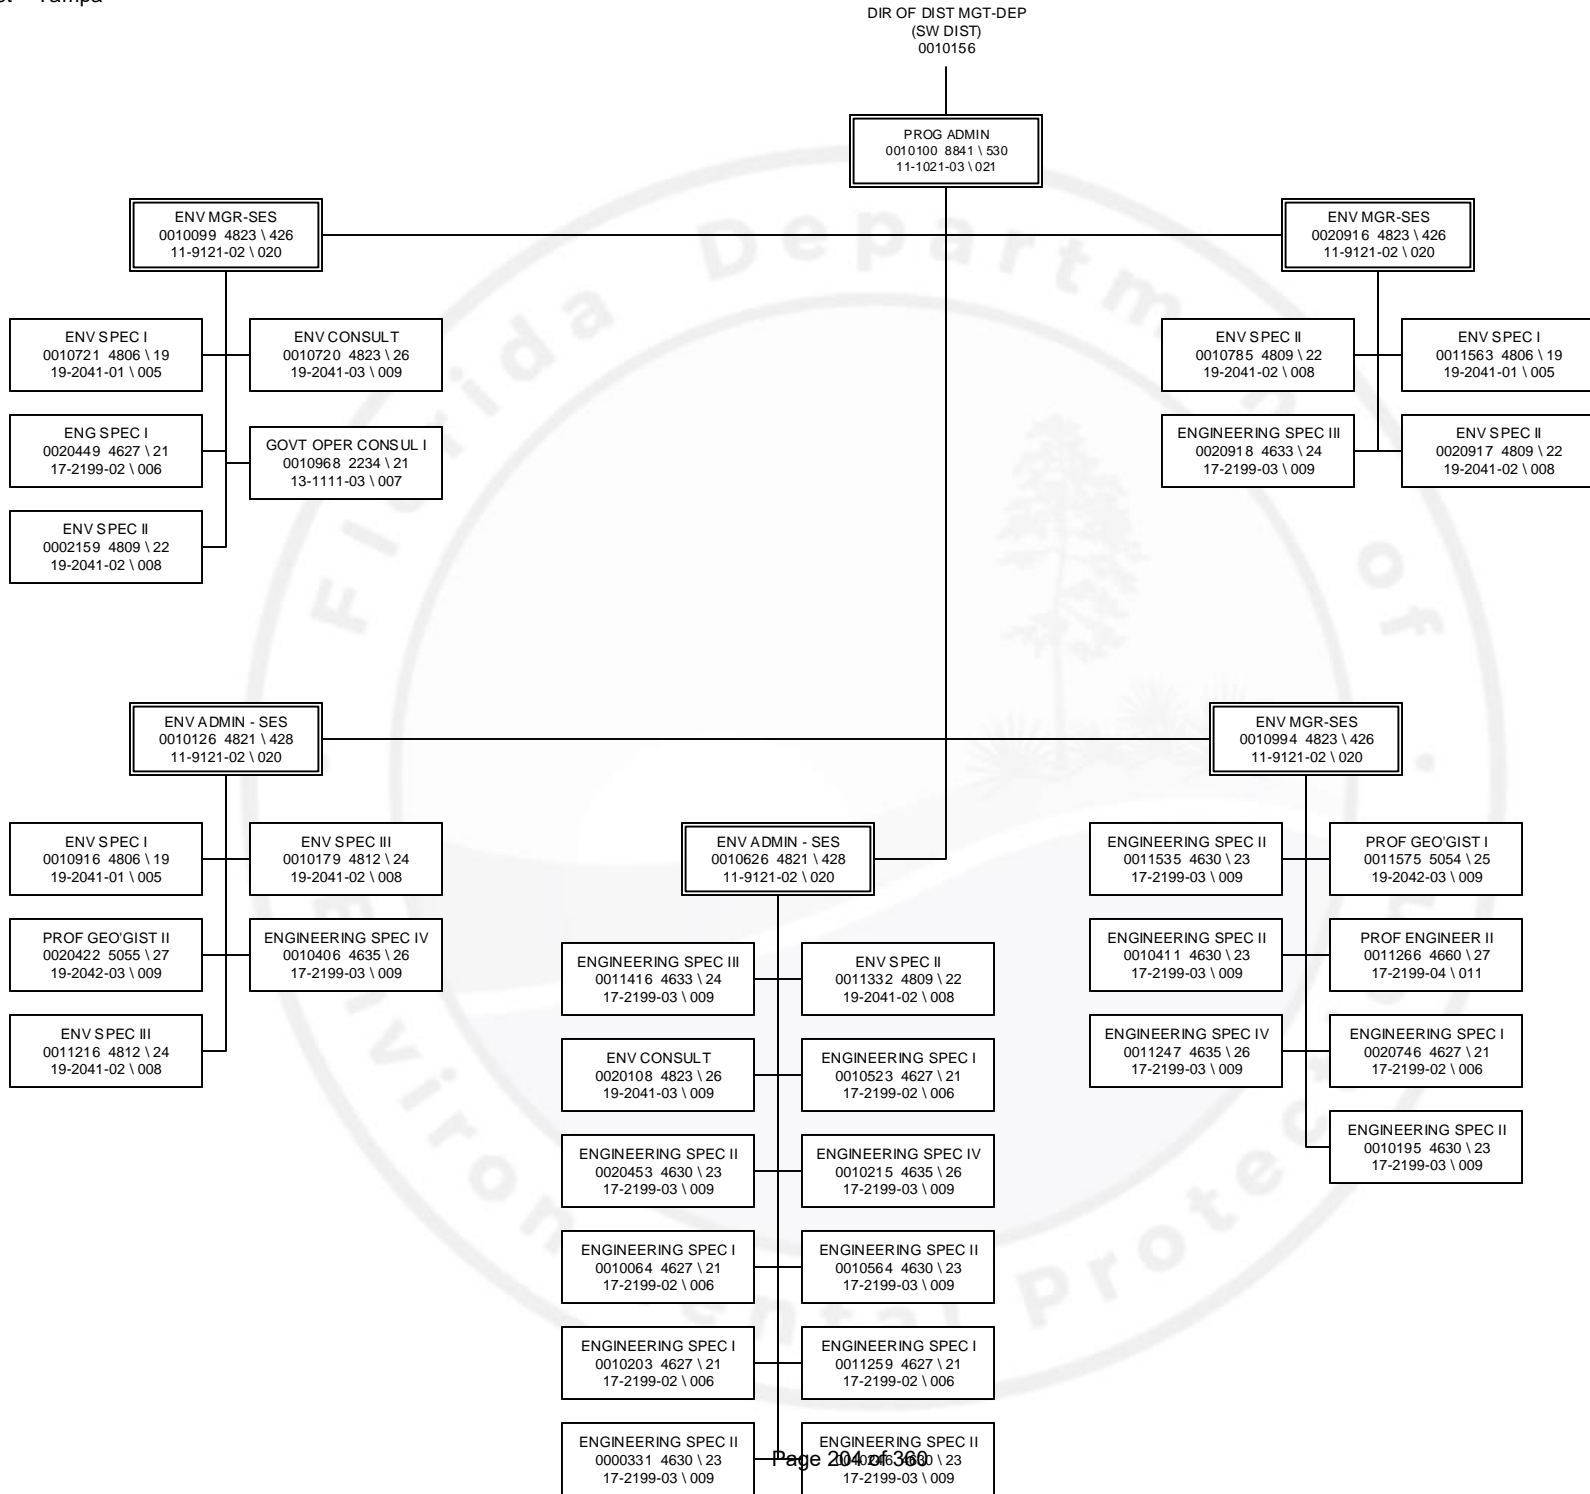 Tampa
DIR OF DIST MGT-DEP
(SW DIST)
0010156
PROG ADMIN
0010100 8841 \ 530
11-1021-03 \ 021
ENV MGR-SES
0010099 4823 \ 426
11-9121-02 \ 020
ENV MGR-SES
0020916 4823 \ 426
11-9121-02 \ 020
ENV SPEC I
0010721 4806 \ 19
19-2041-01 \ 005
ENV CONSULT
0010720 4823 \ 26
19-2041-03 \ 009
ENG SPEC I
0020449 4627 \ 21
17-2199-02 \ 006
GOVT OPER CONSUL I
0010968 2234 \ 21
13-1111-03 \ 007
ENV SPEC II
0002159 4809 \ 22
19-2041-02 \ 008
ENV SPEC II
0010785 4809 \ 22
19-2041-02 \ 008
ENV SPEC I
0011563 4806 \ 19
19-2041-01 \ 005
ENGINEERING SPEC III
0020918 4633 \ 24
17-2199-03 \ 009
ENV SPEC II
0020917 4809 \ 22
19-2041-02 \ 008
ENV ADMIN - SES
0010126 4821 \ 428
11-9121-02 \ 020
ENV MGR-SES
0010994 4823 \ 426
11-9121-02 \ 020
ENV SPEC I
0010916 4806 \ 19
19-2041-01 \ 005
ENV SPEC III
0010179 4812 \ 24
19-2041-02 \ 008
PROF GEO'GIST II
0020422 5055 \ 27
19-2042-03 \ 009
ENGINEERING SPEC IV
0010406 4635 \ 26
17-2199-03 \ 009
ENV SPEC III
0011216 4812 \ 24
19-2041-02 \ 008
ENV ADMIN - SES
0010626 4821 \ 428
11-9121-02 \ 020
ENGINEERING SPEC III
0011416 4633 \ 24
17-2199-03 \ 009
ENV SPEC II
0011332 4809 \ 22
19-2041-02 \ 008
ENV CONSULT
0020108 4823 \ 26
19-2041-03 \ 009
ENGINEERING SPEC I
0010523 4627 \ 21
17-2199-02 \ 006
ENGINEERING SPEC II
0020453 4630 \ 23
17-2199-03 \ 009
ENGINEERING SPEC IV
0010215 4635 \ 26
17-2199-03 \ 009
ENGINEERING SPEC I
0010064 4627 \ 21
17-2199-02 \ 006
ENGINEERING SPEC II
0010564 4630 \ 23
17-2199-03 \ 009
ENGINEERING SPEC I
0010203 4627 \ 21
17-2199-02 \ 006
ENGINEERING SPEC I
0011259 4627 \ 21
17-2199-02 \ 006
ENGINEERING SPEC II
0000331 4630 \ 23
17-2199-03 \ 009
ENGINEERING SPEC II
4630 \ 23
17-2199-03 \ 009
ENGINEERING SPEC II
0011535 4630 \ 23
17-2199-03 \ 009
PROF GEO'GIST I
0011575 5054 \ 25
19-2042-03 \ 009
ENGINEERING SPEC II
0010411 4630 \ 23
17-2199-03 \ 009
PROF ENGINEER II
0011266 4660 \ 27
17-2199-04 \ 011
ENGINEERING SPEC IV
0011247 4635 \ 26
17-2199-03 \ 009
ENGINEERING SPEC I
0020746 4627 \ 21
17-2199-02 \ 006
ENGINEERING SPEC II
0010195 4630 \ 23
17-2199-03 \ 009
Page 204 of 360
Florida Department of Environmental Protection